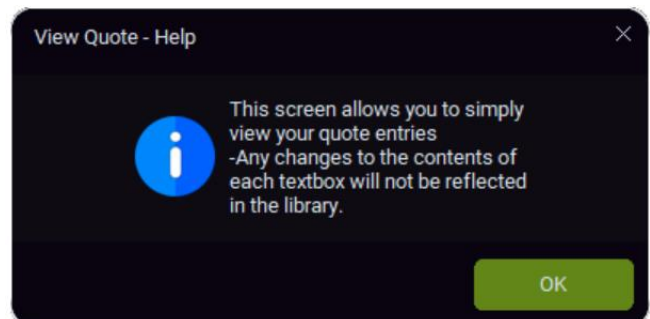 View Quote - Help
This screen allows you to simply
view your quote entries
-Any changes to the contents of
each textbox will not be reflected
in the library.
OK